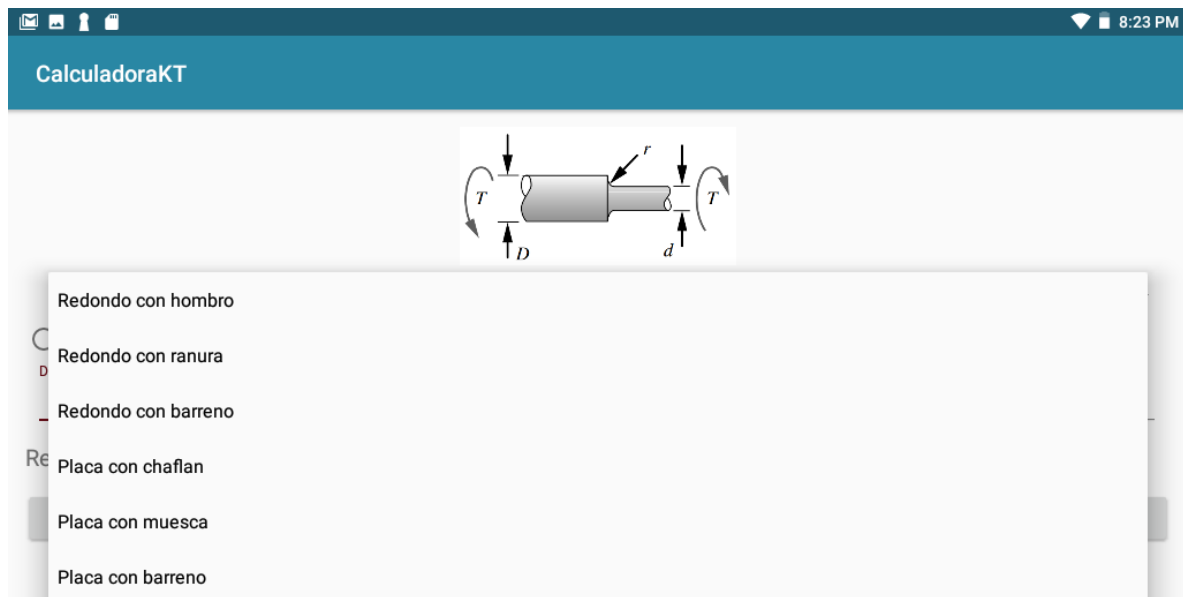 8:23 PM
CalculadoraKT
r
T
T
D
d
Redondo con hombro
Redondo con ranura
D
Redondo con barreno
Re
Placa con chaflan
Placa con muesca
Placa con barreno